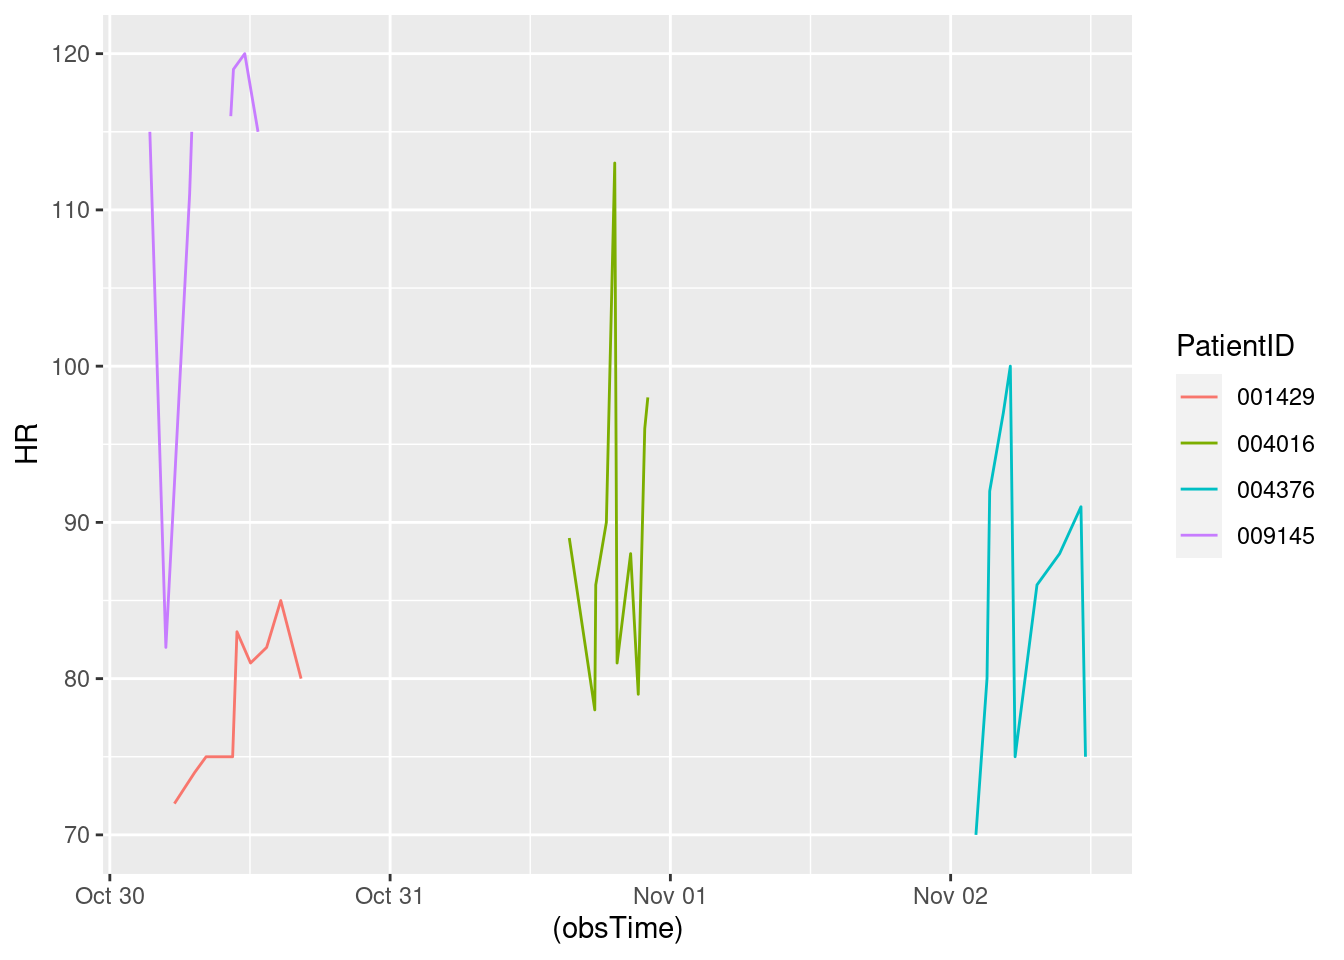 120
110
100
90
80
70
HR
Oct 30
Oct 31
Nov 01
Nov 02
(obsTime)
PatientID
001429
004016
004376
009145